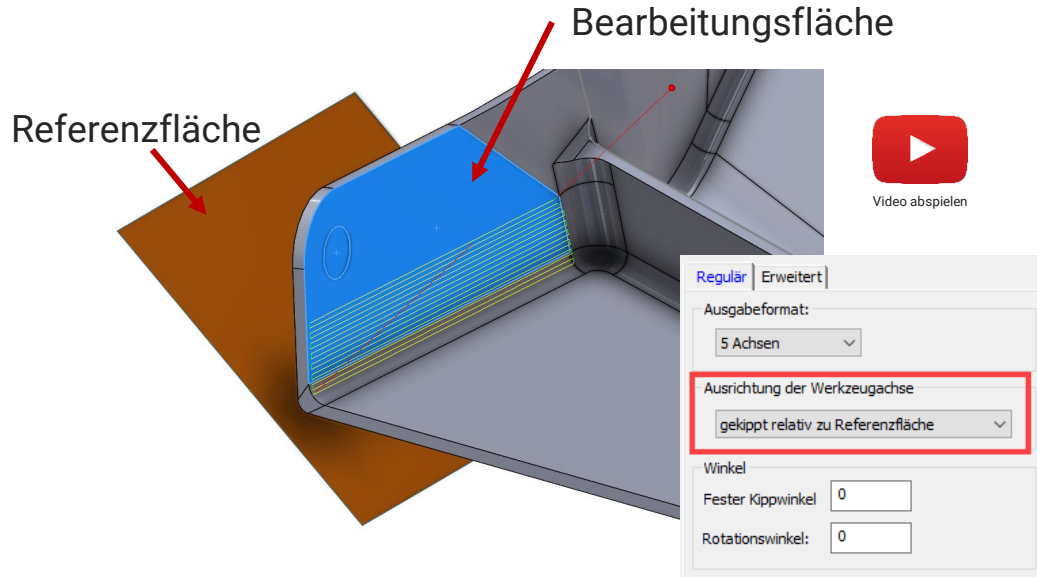 Bearbeitungsfläche
Referenzfläche
Video abspielen
Regulär Erweitert
Ausgabeformat:
5 Achsen
Ausrichtung der Werkzeugachse
gekippt relativ zu Referenzfläche
Winkel
Fester Kippwinkel 0
Rotationswinkel: 0